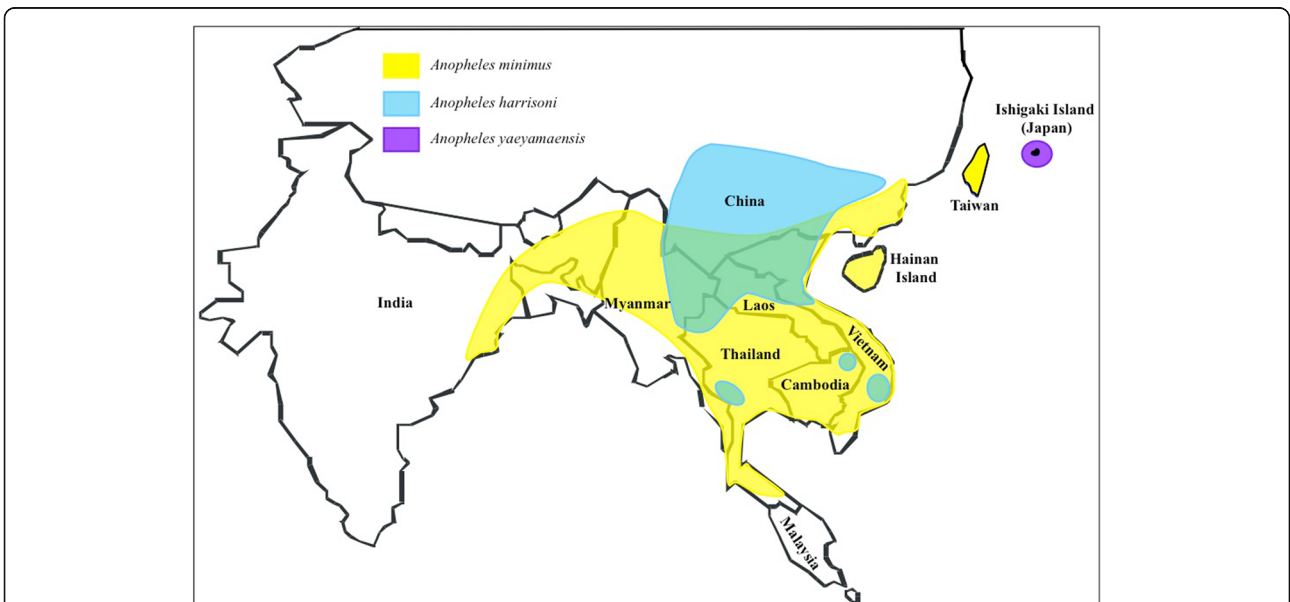 Anopheles minimus
Anopheles harrisoni
Anopheles yaeyamaensis
Ishigaki Island
(Japan)
China
Taiwan
Hainan
Island
India
Myanmar
Laos
Thailand
Vietnam
Cambodia
Malaysia